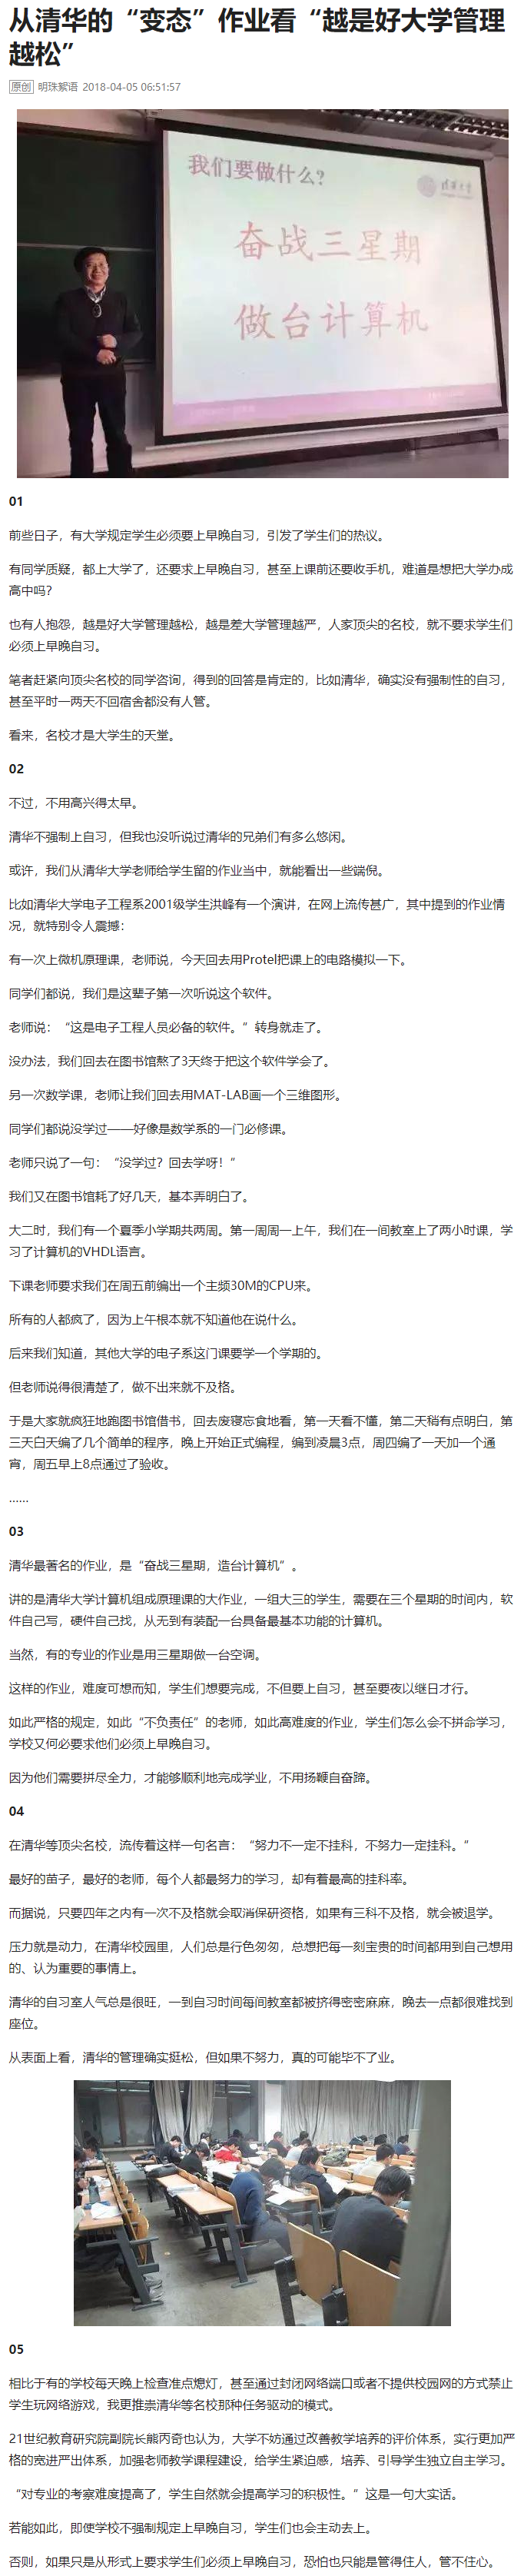 从清华的“变态”作业看“越是好大学管理
越松”
原创 明珠絮语 2018-04-05 06:51:57
我们要做什么?
清华大学
奋战三星期
做台计算机
01
前些日子，有大学规定学生必须要上早晚自习，引发了学生们的热议。
有同学质疑，都上大学了，还要求上早晚自习，甚至上课前还要收手机，难道是想把大学办成
高中吗？
也有人抱怨，越是好大学管理越松，越是差大学管理越严，人家顶尖的名校，就不要求学生们
必须上早晚自习。
笔者赶紧向顶尖名校的同学咨询，得到的回答是肯定的，比如清华，确实没有强制性的自习，
甚至平时一两天不回宿舍都没有人管。
看来，名校才是大学生的天堂。
02
不过，不用高兴得太早。
清华不强制上自习，但我也没听说过清华的兄弟们有多么悠闲。
或许，我们从清华大学老师给学生留的作业当中，就能看出一些端倪。
比如清华大学电子工程系2001级学生洪峰有一个演讲，在网上流传甚广，其中提到的作业情
况，就特别令人震撼：
有一次上微机原理课，老师说，今天回去用Protel把课上的电路模拟一下。
同学们都说，我们是这辈子第一次听说这个软件。
老师说：“这是电子工程人员必备的软件。”转身就走了。
没办法，我们回去在图书馆熬了3天终于把这个软件学会了。
另一次数学课，老师让我们回去用MAT-LAB画一个三维图形。
同学们都说没学过——好像是数学系的一门必修课。
老师只说了一句：“没学过？回去学呀！”
我们又在图书馆耗了好几天，基本弄明白了。
大二时，我们有一个夏季小学期共两周。第一周周一上午，我们在一间教室上了两小时课，学
习了计算机的VHDL语言。
下课老师要求我们在周五前编出一个主频30M的CPU来。
所有的人都疯了，因为上午根本就不知道他在说什么。
后来我们知道，其他大学的电子系这门课要学一个学期的。
但老师说得很清楚了，做不出来就不及格。
于是大家就疯狂地跑图书馆借书，回去废寝忘食地看，第一天看不懂，第二天稍有点明白，第
三天白天编了几个简单的程序，晚上开始正式编程，编到凌晨3点，周四编了一天加一个通
宵，周五早上8点通过了验收。
……
03
清华最著名的作业，是“奋战三星期，造台计算机”。
讲的是清华大学计算机组成原理课的大作业，一组大三的学生，需要在三个星期的时间内，软
件自己写，硬件自己找，从无到有装配一台具备最基本功能的计算机。
当然，有的专业的作业是用三星期做一台空调。
这样的作业，难度可想而知，学生们想要完成，不但要上自习，甚至要夜以继日才行。
如此严格的规定，如此“不负责任”的老师，如此高难度的作业，学生们怎么会不拼命学习，
学校又何必要求他们必须上早晚自习。
因为他们需要拼尽全力，才能够顺利地完成学业，不用扬鞭自奋蹄。
04
在清华等顶尖名校，流传着这样一句名言：“努力不一定不挂科，不努力一定挂科。”
最好的苗子，最好的老师，每个人都最努力的学习，却有着最高的挂科率。
而据说，只要四年之内有一次不及格就会取消保研资格，如果有三科不及格，就会被退学。
压力就是动力，在清华校园里，人们总是行色匆匆，总想把每一刻宝贵的时间都用到自己想用
的、认为重要的事情上。
清华的自习室人气总是很旺，一到自习时间每间教室都被挤得密密麻麻，晚去一点都很难找到
座位。
从表面上看，清华的管理确实挺松，但如果不努力，真的可能毕不了业。
05
相比于有的学校每天晚上检查准点熄灯，甚至通过封闭网络端口或者不提供校园网的方式禁止
学生玩网络游戏，我更推崇清华等名校那种任务驱动的模式。
21世纪教育研究院副院长熊丙奇也认为，大学不妨通过改善教学培养的评价体系，实行更加严
格的宽进严出体系，加强老师教学课程建设，给学生紧迫感，培养、引导学生独立自主学习。
“对专业的考察难度提高了，学生自然就会提高学习的积极性。”这是一句大实话。
若能如此，即使学校不强制规定上早晚自习，学生们也会主动去上。
否则，如果只是从形式上要求学生们必须上早晚自习，恐怕也只能是管得住人，管不住心。